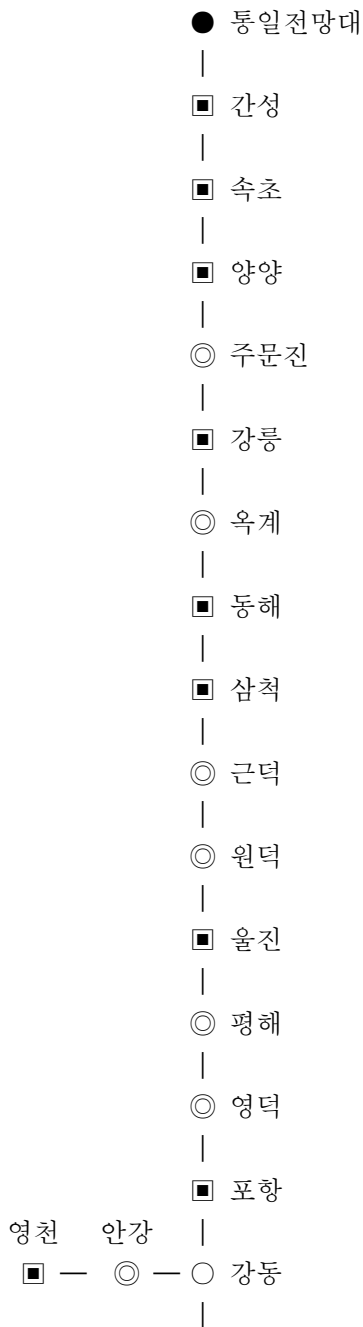 ● 통일전망대
|
▣ 간성
|
▣ 속초
|
▣ 양양
|
◎ 주문진
|
▣ 강릉
|
◎ 옥계
|
▣ 동해
|
▣ 삼척
|
◎ 근덕
|
◎ 원덕
|
▣ 울진
|
◎ 평해
|
◎ 영덕
|
▣ 포항
영천 안강 |
▣ ─ ◎ ─ ○ 강동
|